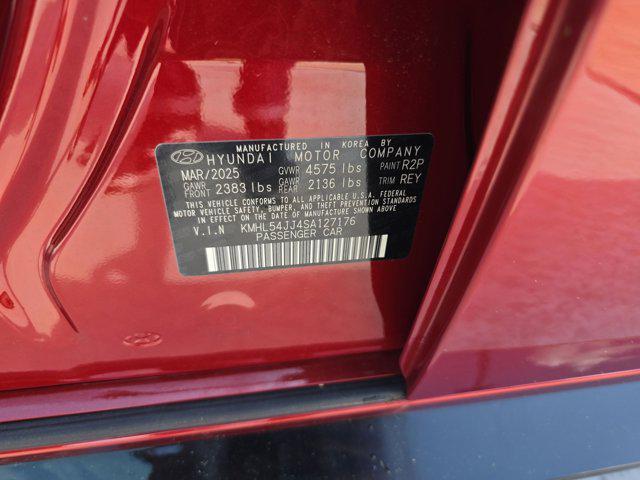 MANUFACTURED IN KOREA BY
HYUNDAI MOTOR COMPANY
MAR/2025 GVWR 4575 lbs PAINT R2P
GAWR FRONT 2383 lbs GAWR REAR 2136 lbs TRIM REY
THIS VEHICLE CONFORMS TO ALL APPLICABLE U.S.A. FEDERAL
MOTOR VEHICLE SAFETY, BUMPER, AND THEFT PREVENTION STANDARDS
IN EFFECT ON THE DATE OF MANUFACTURE SHOWN ABOVE.
V.I.N KMHL54JJ4SA127176
PASSENGER CAR